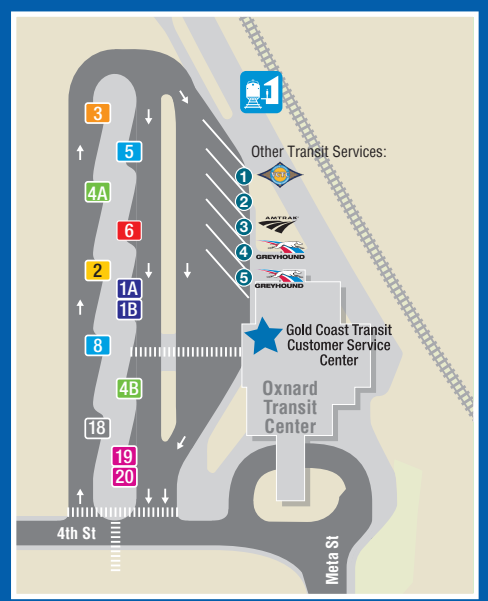 3
5
4A
6
2
1A
1B
8
4B
18
19
20
Other Transit Services:
1
2
3
AMTRAK
4
GREYHOUND
5
GREYHOUND
Gold Coast Transit
Customer Service
Center
Oxnard
Transit
Center
4th St
Meta St